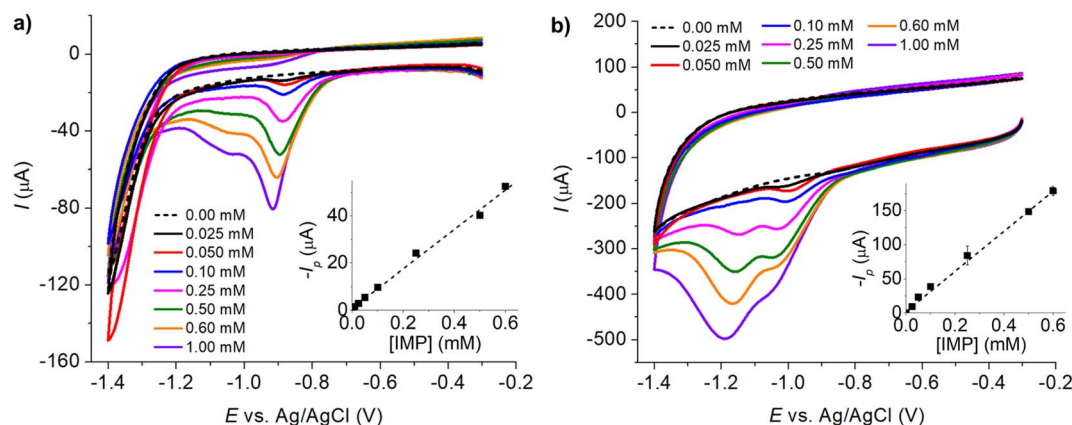 a)
0
-40
-80
-120
-160
I (µA)
0.00 mM
0.025 mM
0.050 mM
0.10 mM
0.25 mM
0.50 mM
0.60 mM
1.00 mM
-Ip (µA)
40
20
0
0.0 0.2 0.4 0.6
[IMP] (mM)
-1.4 -1.2 -1.0 -0.8 -0.6 -0.4 -0.2
E vs. Ag/AgCl (V)
b)
200
100
0
-100
-200
-300
-400
-500
I (µA)
0.00 mM 0.10 mM 0.60 mM
0.025 mM 0.25 mM 1.00 mM
0.050 mM 0.50 mM
-Ip (µA)
150
100
50
0
0.0 0.2 0.4 0.6
[IMP] (mM)
-1.4 -1.2 -1.0 -0.8 -0.6 -0.4 -0.2
E vs. Ag/AgCl (V)